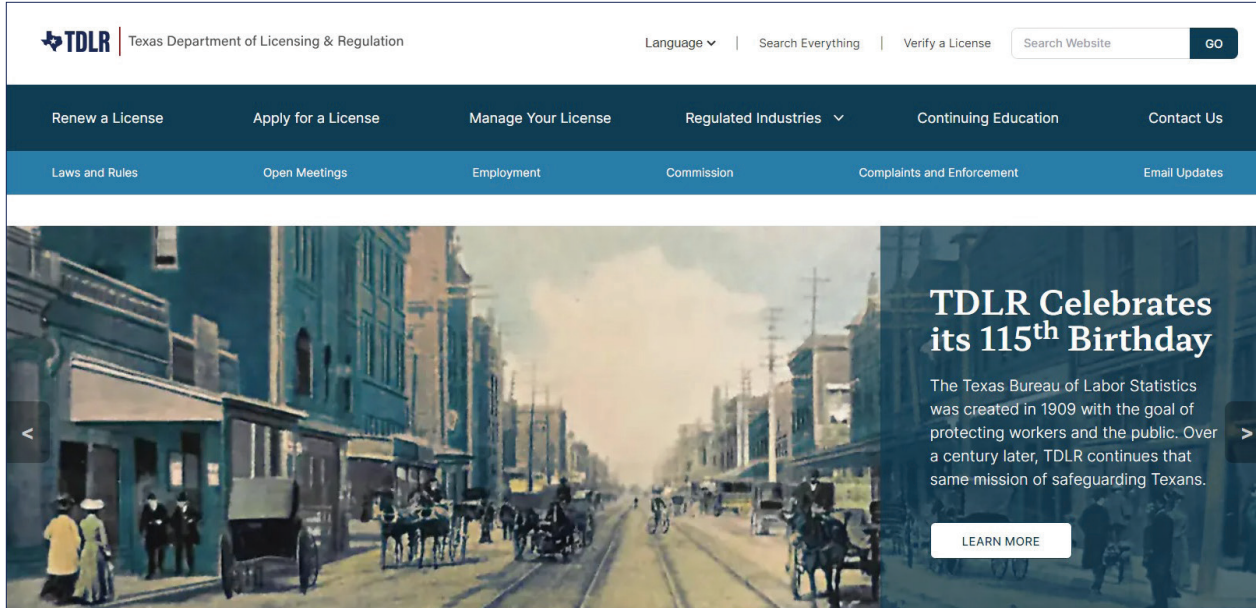 TDLR Texas Department of Licensing & Regulation
Language | Search Everything | Verify a License Search Website GO
Renew a License Apply for a License Manage Your License Regulated Industries Continuing Education Contact Us
Laws and Rules Open Meetings Employment Commission Complaints and Enforcement Email Updates
TDLR Celebrates
its 115th Birthday
The Texas Bureau of Labor Statistics
was created in 1909 with the goal of
protecting workers and the public. Over
a century later, TDLR continues that
same mission of safeguarding Texans.
< >
LEARN MORE